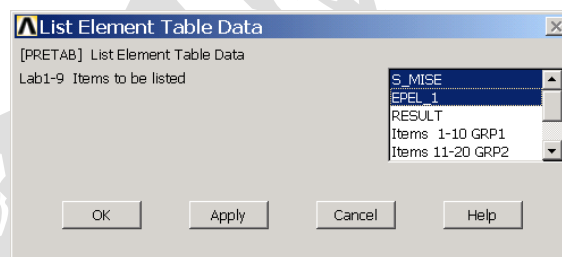 List Element Table Data
[PRETAB] List Element Table Data
Lab1-9 Items to be listed
S_MISE
EPEL_1
RESULT
Items 1-10 GRP1
Items 11-20 GRP2
OK Apply Cancel Help